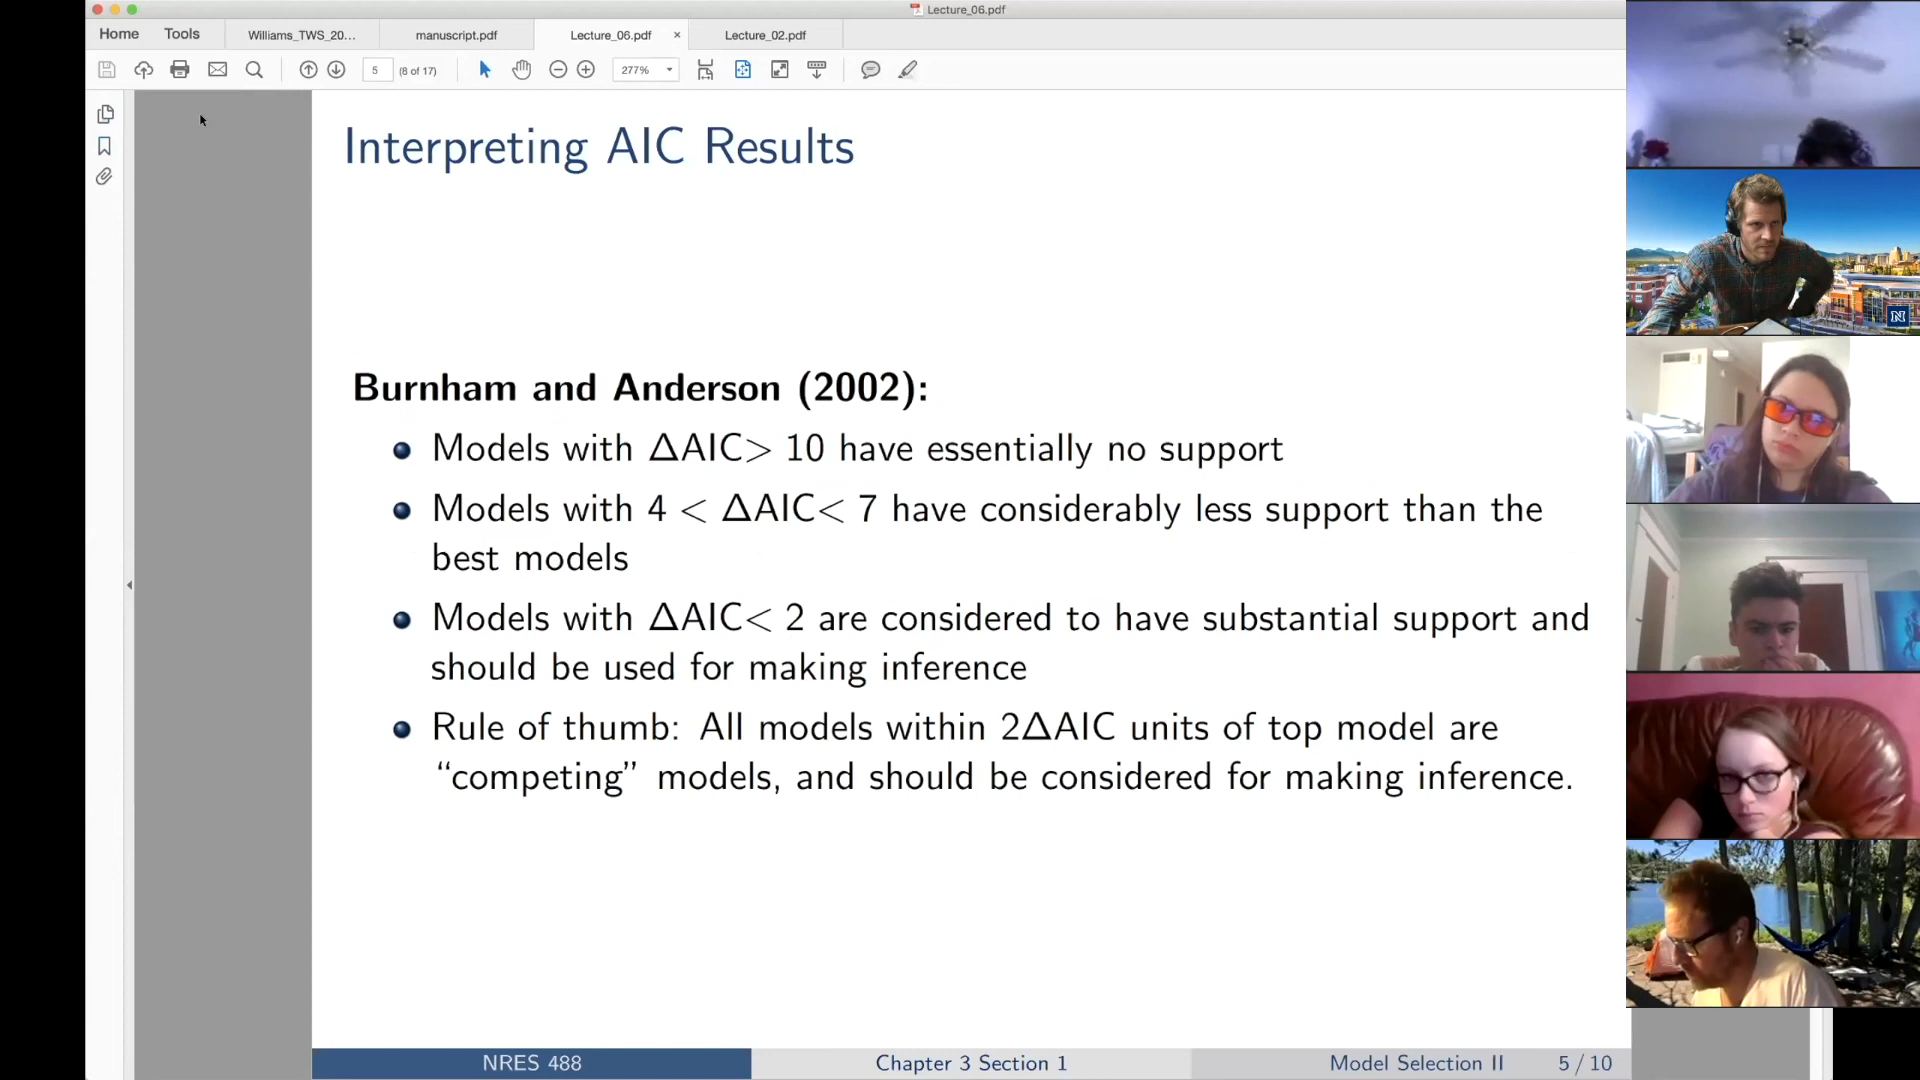 Lecture_06.pdf
Home Tools Williams_TWS_20... manuscript.pdf Lecture_06.pdf × Lecture_02.pdf
5 (8 of 17) 277%
Interpreting AIC Results
Burnham and Anderson (2002):
Models with ΔAIC> 10 have essentially no support
Models with 4 < ΔAIC< 7 have considerably less support than the
best models
Models with ΔAIC< 2 are considered to have substantial support and
should be used for making inference
Rule of thumb: All models within 2ΔAIC units of top model are
“competing” models, and should be considered for making inference.
N
NRES 488 Chapter 3 Section 1 Model Selection II 5 / 10